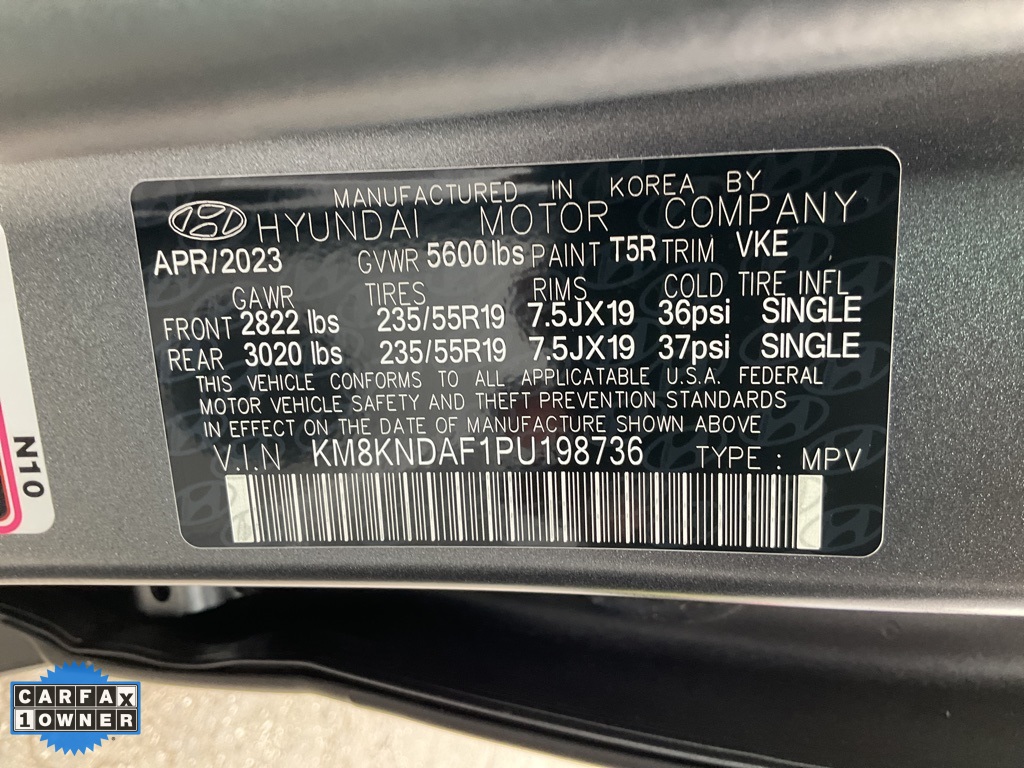 MANUFACTURED IN KOREA BY
HYUNDAI MOTOR COMPANY
APR/2023 GVWR 5600 lbs PAINT T5R TRIM VKE
GAWR TIRES RIMS COLD TIRE INFL
FRONT 2822 lbs 235/55R19 7.5JX19 36psi SINGLE
REAR 3020 lbs 235/55R19 7.5JX19 37psi SINGLE
THIS VEHICLE CONFORMS TO ALL APPLICATABLE U.S.A. FEDERAL
MOTOR VEHICLE SAFETY AND THEFT PREVENTION STANDARDS
IN EFFECT ON THE DATE OF MANUFACTURE SHOWN ABOVE
V.I.N KM8KNDAF1PU198736 TYPE : MPV
N10
CARFAX
1 OWNER